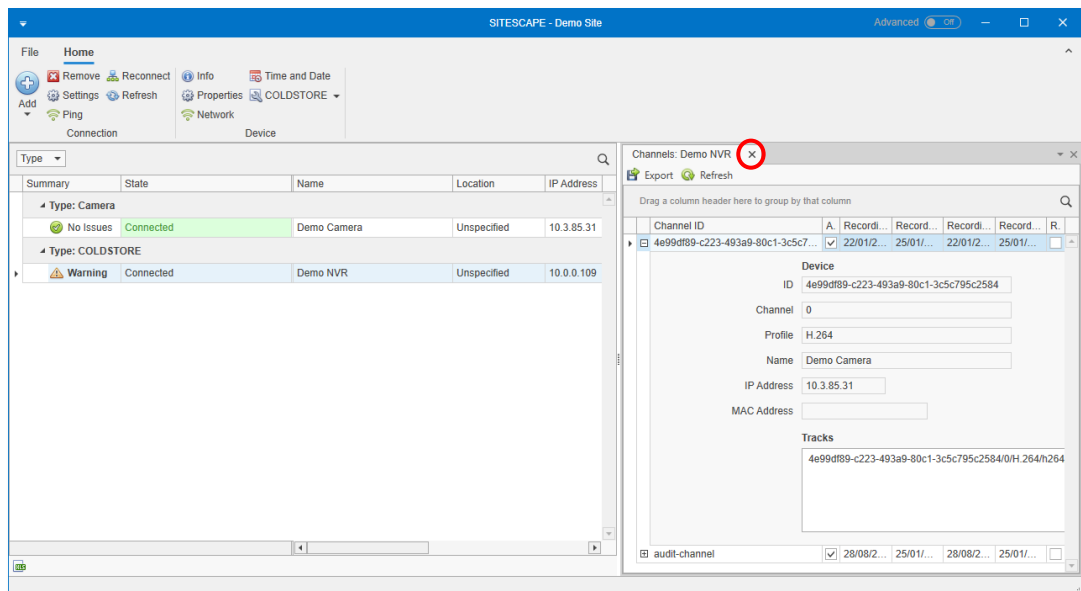 SITESCAPE - Demo Site
Advanced Off
File Home
Add
Remove Reconnect
Settings Refresh
Ping
Connection
Info Time and Date
Properties COLDSTORE
Network
Device
Type
Summary State Name Location IP Address
Type: Camera
No Issues Connected Demo Camera Unspecified 10.3.85.31
Type: COLDSTORE
Warning Connected Demo NVR Unspecified 10.0.0.109
Channels: Demo NVR
Export Refresh
Drag a column header here to group by that column
Channel ID A. Recordi... Record... Recordi... Record... R.
4e99df89-c223-493a9-80c1-3c5c7... 22/01/2... 25/01/... 22/01/2... 25/01/...
Device
ID 4e99df89-c223-493a9-80c1-3c5c795c2584
Channel 0
Profile H.264
Name Demo Camera
IP Address 10.3.85.31
MAC Address
Tracks
4e99df89-c223-493a9-80c1-3c5c795c2584/0/H.264/h264
audit-channel 28/08/2... 25/01/... 28/08/2... 25/01/...